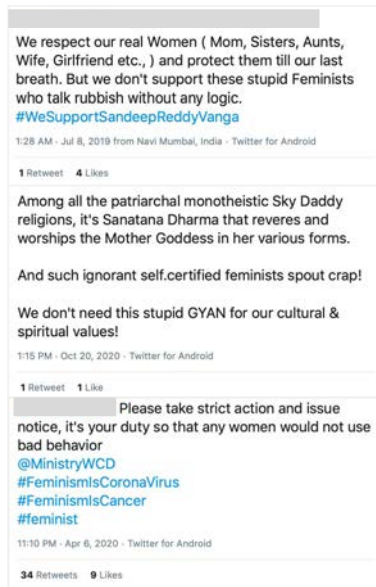 We respect our real Women ( Mom, Sisters, Aunts,
Wife, Girlfriend etc., ) and protect them till our last
breath. But we don't support these stupid Feminists
who talk rubbish without any logic.
#WeSupportSandeepReddyVanga
1:28 AM · Jul 8, 2019 from Navi Mumbai, India · Twitter for Android
1 Retweet 4 Likes
Among all the patriarchal monotheistic Sky Daddy
religions, it's Sanatana Dharma that reveres and
worships the Mother Goddess in her various forms.
And such ignorant self.certified feminists spout crap!
We don't need this stupid GYAN for our cultural &
spiritual values!
1:15 PM · Oct 20, 2020 · Twitter for Android
1 Retweet 1 Like
Please take strict action and issue
notice, it's your duty so that any women would not use
bad behavior
@MinistryWCD
#FeminismIsCoronaVirus
#FeminismIsCancer
#feminist
11:10 PM · Apr 6, 2020 · Twitter for Android
34 Retweets 9 Likes